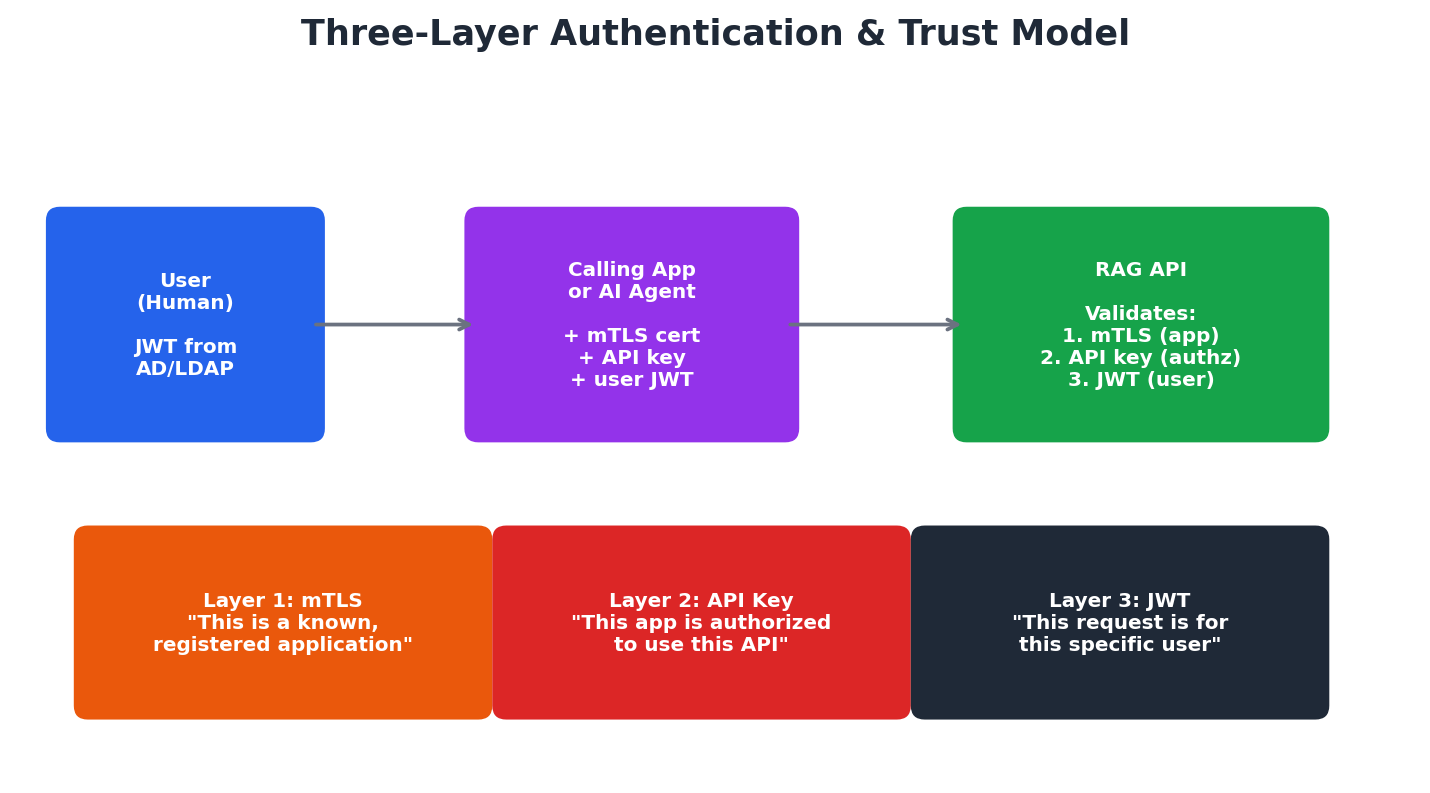 Three-Layer Authentication & Trust Model
User
(Human)
JWT from
AD/LDAP
Calling App
or AI Agent
+ mTLS cert
+ API key
+ user JWT
RAG API
Validates:
1. mTLS (app)
2. API key (authz)
3. JWT (user)
Layer 1: mTLS
"This is a known,
registered application"
Layer 2: API Key
"This app is authorized
to use this API"
Layer 3: JWT
"This request is for
this specific user"